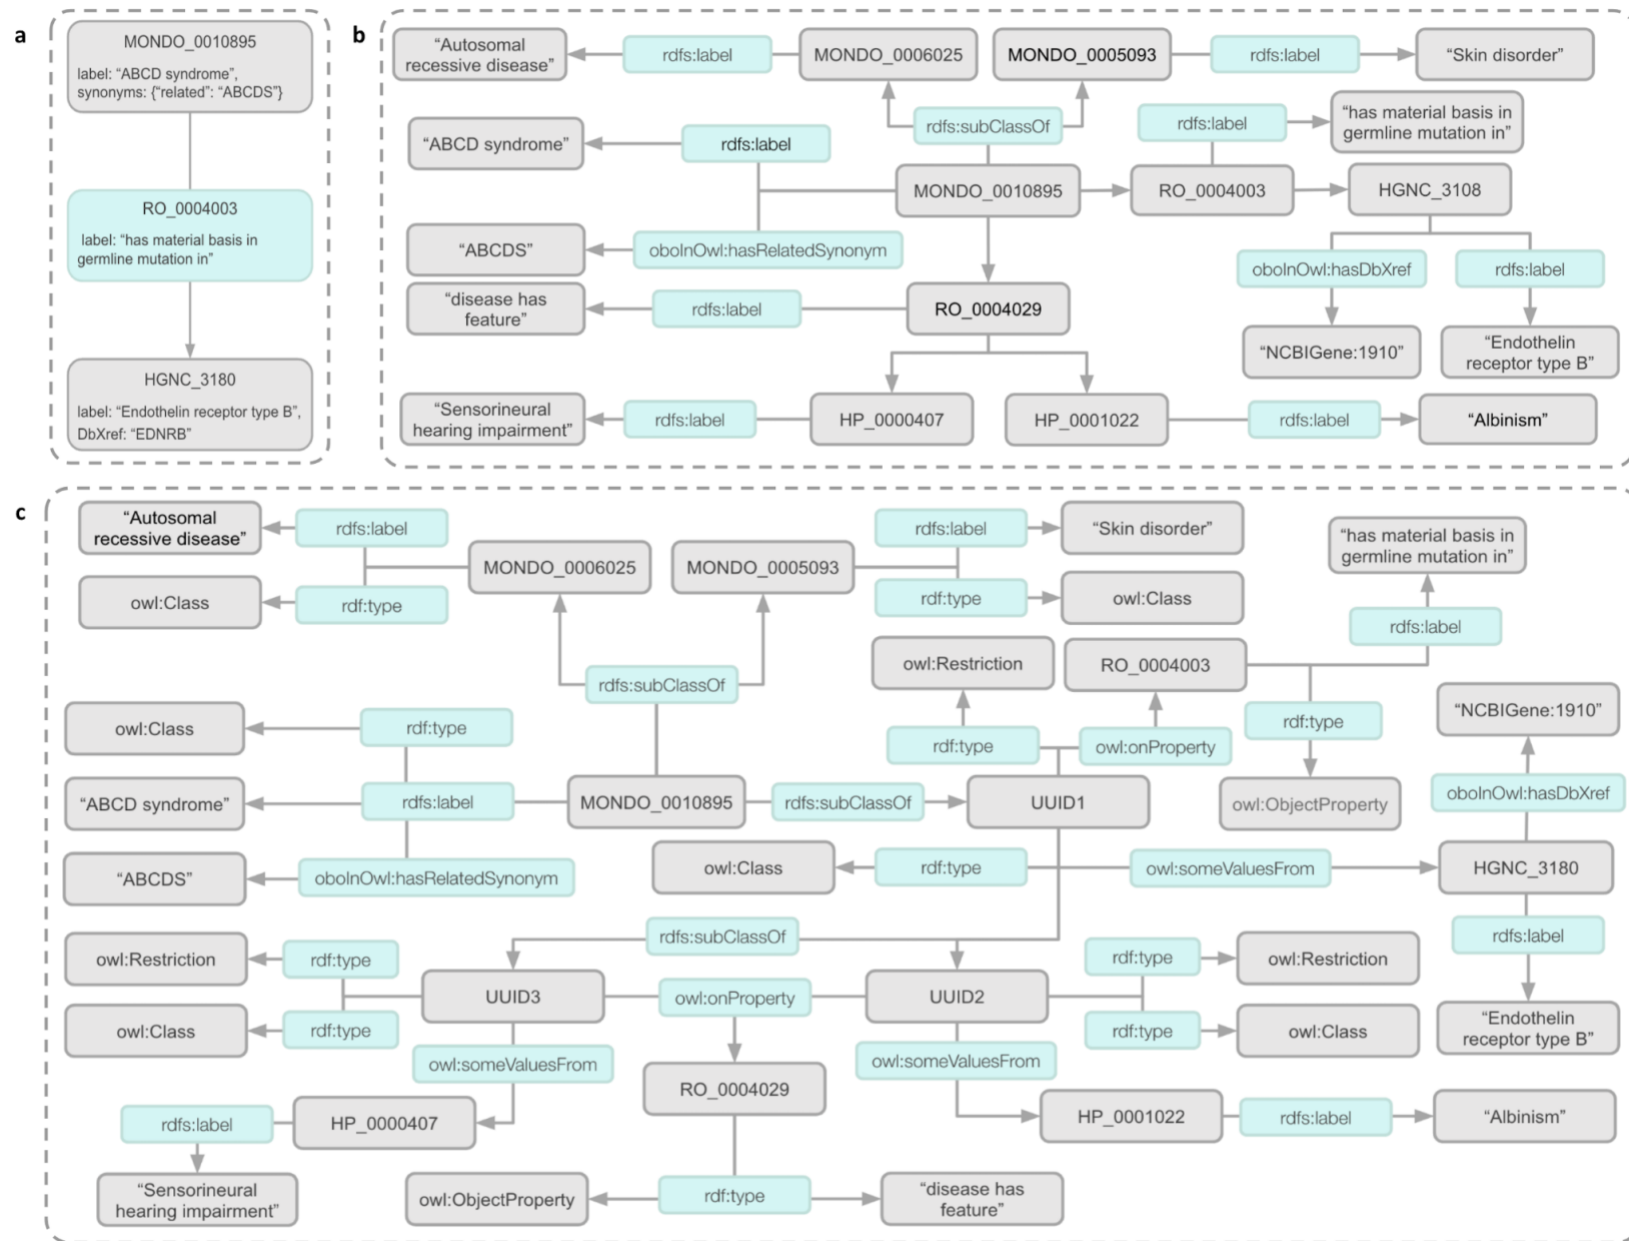 a
MONDO_0010895
label: “ABCD syndrome”,
synonyms: {“related”: “ABCDS”}
RO_0004003
label: “has material basis in
germline mutation in”
HGNC_3180
label: “Endothelin receptor type B”,
DbXref: “EDNRB”
b
“Autosomal
recessive disease”
rdfs:label
MONDO_0006025
MONDO_0005093
rdfs:label
“Skin disorder”
rdfs:subClassOf
rdfs:label
“has material basis in
germline mutation in”
“ABCD syndrome”
rdfs:label
MONDO_0010895
RO_0004003
HGNC_3108
“ABCDS”
oboInOwl:hasRelatedSynonym
oboInOwl:hasDbXref
rdfs:label
“disease has
feature”
rdfs:label
RO_0004029
“NCBIGene:1910”
“Endothelin
receptor type B”
“Sensorineural
hearing impairment”
rdfs:label
HP_0000407
HP_0001022
rdfs:label
“Albinism”
c
“Autosomal
recessive disease”
rdfs:label
rdfs:label
“Skin disorder”
“has material basis in
germline mutation in”
MONDO_0006025
MONDO_0005093
owl:Class
rdf:type
rdf:type
owl:Class
rdfs:label
owl:Restriction
RO_0004003
rdfs:subClassOf
“NCBIGene:1910”
owl:Class
rdf:type
rdf:type
owl:onProperty
rdf:type
“ABCD syndrome”
rdfs:label
MONDO_0010895
rdfs:subClassOf
UUID1
owl:ObjectProperty
oboInOwl:hasDbXref
“ABCDS”
oboInOwl:hasRelatedSynonym
owl:Class
rdf:type
owl:someValuesFrom
HGNC_3180
rdfs:subClassOf
rdfs:label
owl:Restriction
rdf:type
rdf:type
owl:Restriction
UUID3
owl:onProperty
UUID2
owl:Class
rdf:type
rdf:type
owl:Class
“Endothelin
receptor type B”
owl:someValuesFrom
owl:someValuesFrom
RO_0004029
rdfs:label
HP_0000407
HP_0001022
rdfs:label
“Albinism”
“Sensorineural
hearing impairment”
owl:ObjectProperty
rdf:type
“disease has
feature”